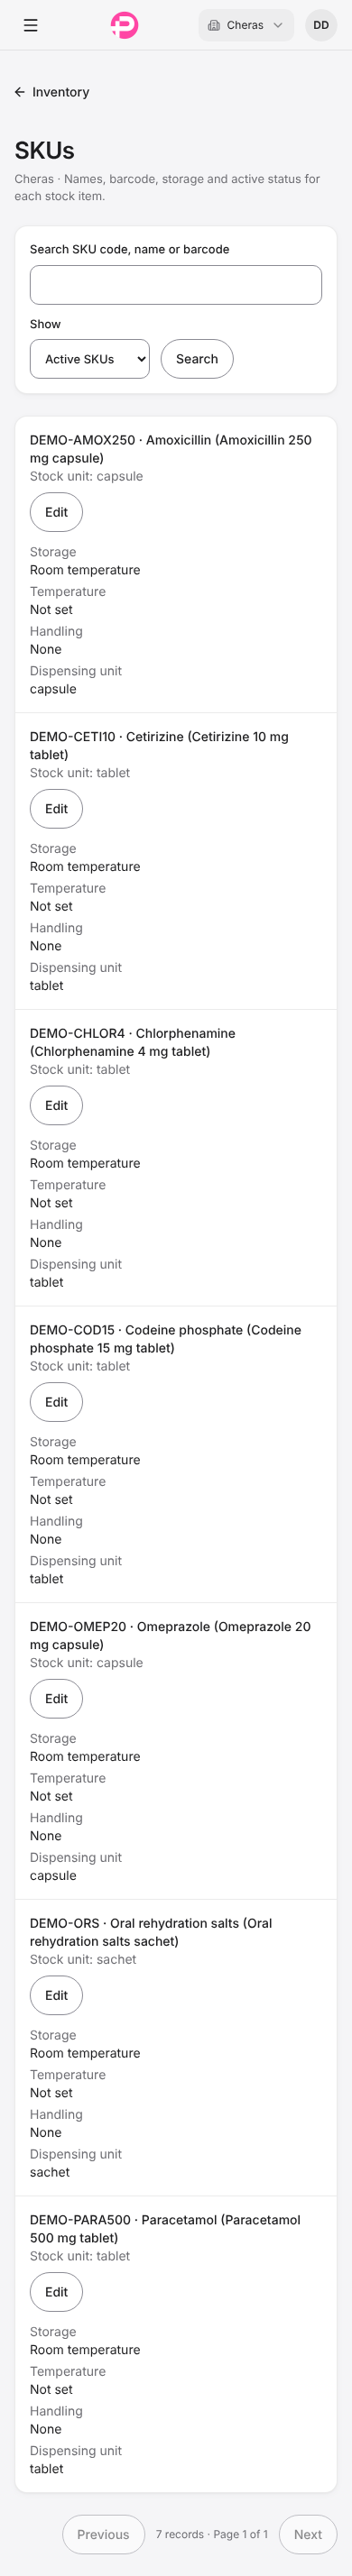 Cheras
DD
Inventory
SKUs
Cheras · Names, barcode, storage and active status for
each stock item.
Search SKU code, name or barcode
Show
Active SKUs
Search
DEMO-AMOX250 · Amoxicillin (Amoxicillin 250
mg capsule)
Stock unit: capsule
Edit
Storage
Room temperature
Temperature
Not set
Handling
None
Dispensing unit
capsule
DEMO-CETI10 · Cetirizine (Cetirizine 10 mg
tablet)
Stock unit: tablet
Edit
Storage
Room temperature
Temperature
Not set
Handling
None
Dispensing unit
tablet
DEMO-CHLOR4 · Chlorphenamine
(Chlorphenamine 4 mg tablet)
Stock unit: tablet
Edit
Storage
Room temperature
Temperature
Not set
Handling
None
Dispensing unit
tablet
DEMO-COD15 · Codeine phosphate (Codeine
phosphate 15 mg tablet)
Stock unit: tablet
Edit
Storage
Room temperature
Temperature
Not set
Handling
None
Dispensing unit
tablet
DEMO-OMEP20 · Omeprazole (Omeprazole 20
mg capsule)
Stock unit: capsule
Edit
Storage
Room temperature
Temperature
Not set
Handling
None
Dispensing unit
capsule
DEMO-ORS · Oral rehydration salts (Oral
rehydration salts sachet)
Stock unit: sachet
Edit
Storage
Room temperature
Temperature
Not set
Handling
None
Dispensing unit
sachet
DEMO-PARA500 · Paracetamol (Paracetamol
500 mg tablet)
Stock unit: tablet
Edit
Storage
Room temperature
Temperature
Not set
Handling
None
Dispensing unit
tablet
Previous
7 records · Page 1 of 1
Next